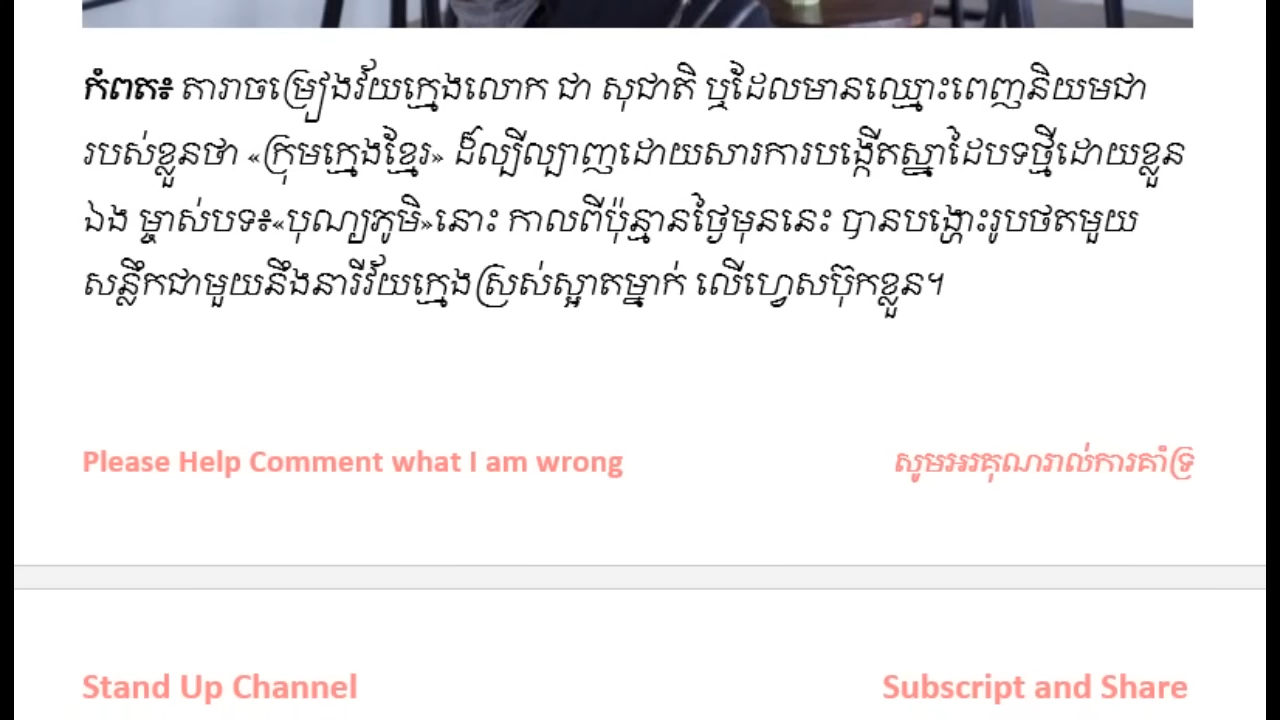 កំពត៖ តារាចម្រៀងវ័យក្មេងលោក ជា សុជាតិ ឬដែលមានឈ្មោះពេញនិយមជា
របស់ខ្លួនថា «ក្រុមក្មេងខ្មែរ» ដ៏ល្បីល្បាញដោយសារការបង្កើតស្នាដៃបទថ្មីដោយខ្លួន
ឯង ម្ចាស់បទ៖«បុណ្យភូមិ»នោះ កាលពីប៉ុន្មានថ្ងៃមុននេះ បានបង្ហោះរូបថតមួយ
សន្លឹកជាមួយនឹងនារីវ័យក្មេងស្រស់ស្អាតម្នាក់ លើហ្វេសប៊ុកខ្លួន។
Please Help Comment what I am wrong សូមអរគុណរាល់ការគាំទ្រ
Stand Up Channel Subscript and Share